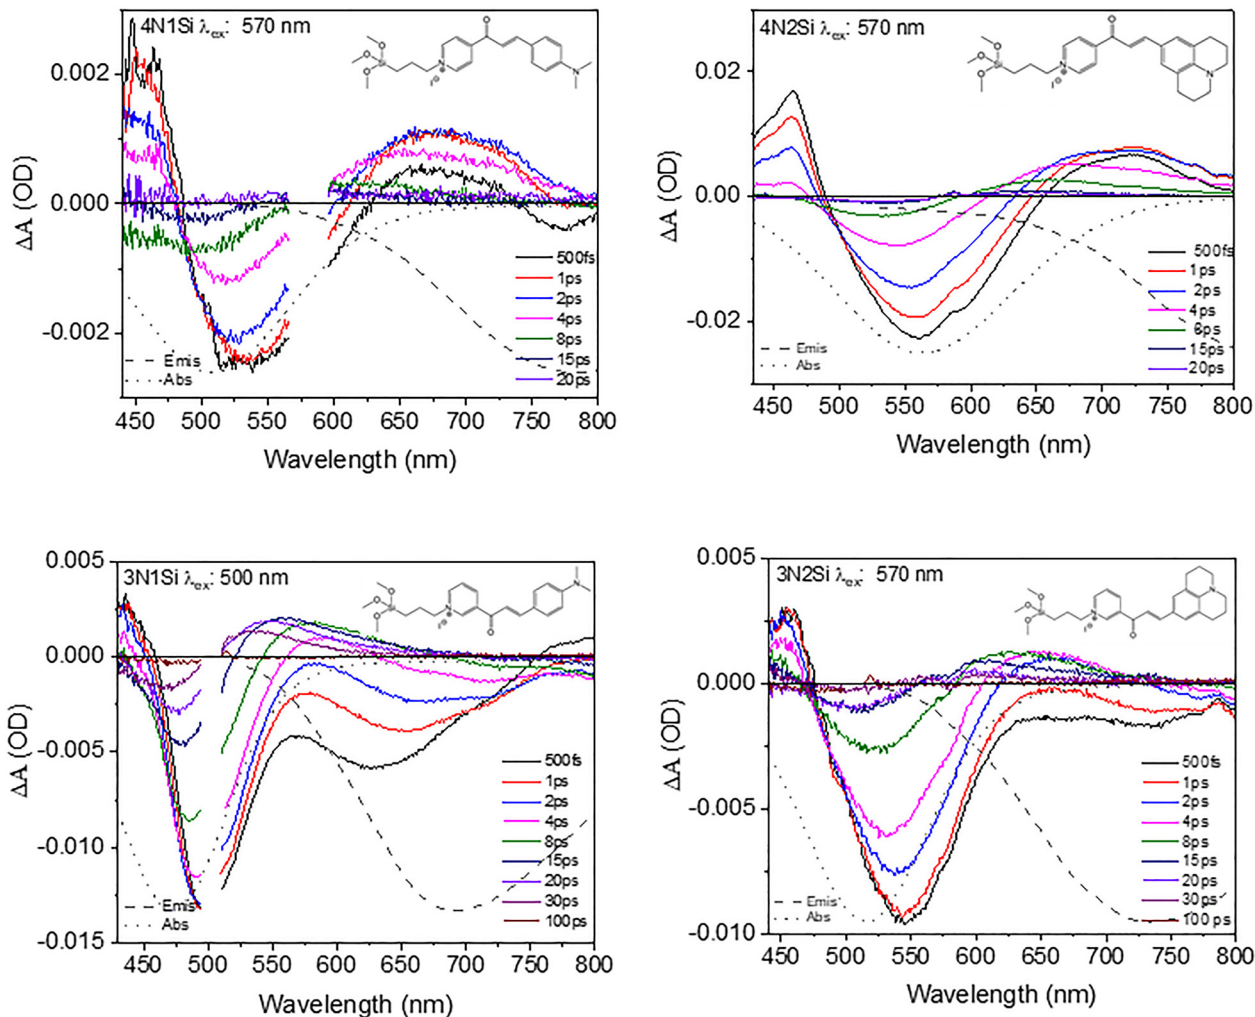 4N1Si λex: 570 nm
0.002
0.000
-0.002
ΔA (OD)
500fs
1ps
2ps
4ps
8ps
15ps
20ps
Emis
Abs
450 500 550 600 650 700 750 800
Wavelength (nm)
O
O
Si
O
O
N
⊕
I⊖
N
4N2Si λex: 570 nm
0.02
0.00
-0.02
ΔA (OD)
500fs
1ps
2ps
4ps
6ps
15ps
20ps
Emis
Abs
450 500 550 600 650 700 750 800
Wavelength (nm)
O
O
Si
O
O
N
⊕
I⊖
N
3N1Si λex: 500 nm
0.005
0.000
-0.005
-0.010
-0.015
ΔA (OD)
500fs
1ps
2ps
4ps
8ps
15ps
20ps
30ps
100ps
Emis
Abs
450 500 550 600 650 700 750 800
Wavelength (nm)
O
O
Si
O
N
⊕
I⊖
O
N
3N2Si λex: 570 nm
0.005
0.000
-0.005
-0.010
ΔA (OD)
500fs
1ps
2ps
4ps
8ps
15ps
20ps
30ps
100 ps
Emis
Abs
450 500 550 600 650 700 750 800
Wavelength (nm)
O
O
Si
O
N
⊕
I⊖
O
N